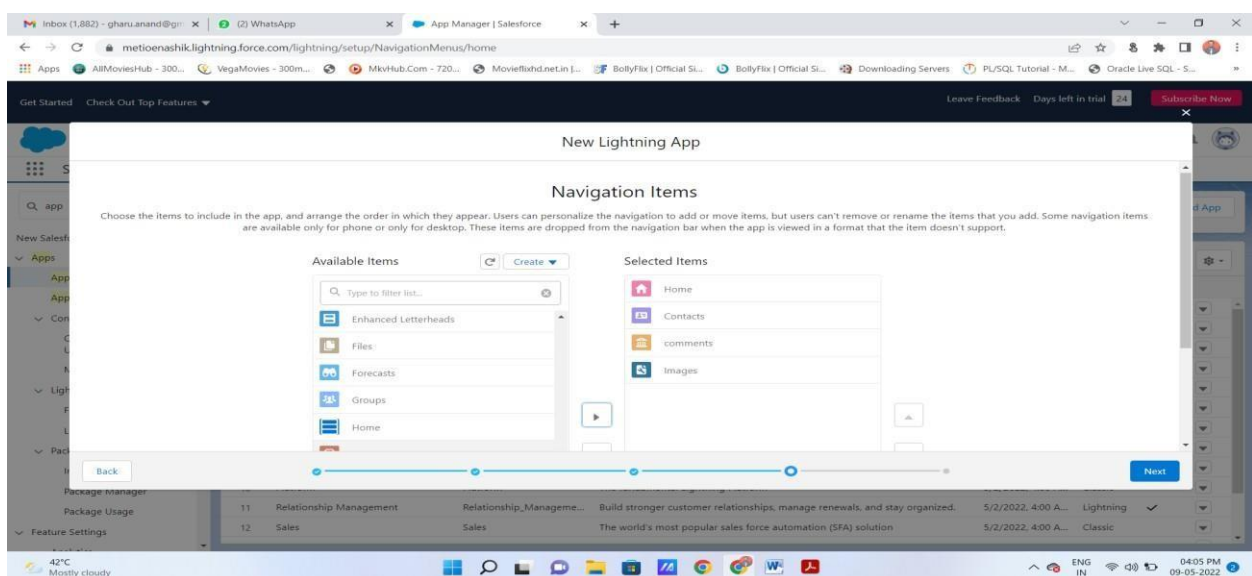 Inbox (1,882) - gharu.anand@gm
(2) WhatsApp
App Manager | Salesforce
metioenashik.lightning.force.com/lightning/setup/NavigationMenus/home
Apps
AllMoviesHub - 300...
VegaMovies - 300m...
MkvHub.Com - 720...
Movieflixhd.net.in |...
BollyFlix | Official Si...
BollyFlix | Official Si...
Downloading Servers
PL/SQL Tutorial - M...
Oracle Live SQL - S...
Get Started
Check Out Top Features
Leave Feedback
Days left in trial 24
Subscribe Now
New Lightning App
app
Navigation Items
Choose the items to include in the app, and arrange the order in which they appear. Users can personalize the navigation to add or move items, but users can't remove or rename the items that you add. Some navigation items
are available only for phone or only for desktop. These items are dropped from the navigation bar when the app is viewed in a format that the item doesn't support.
d App
New Salesf
Apps
App
App
Con
Ligh
Pack
Available Items
Create
Selected Items
Type to filter list...
Enhanced Letterheads
Files
Forecasts
Groups
Home
Home
Contacts
comments
Images
Back
Next
Package Manager
Package Usage
Feature Settings
11 Relationship Management Relationship_Manageme... Build stronger customer relationships, manage renewals, and stay organized. 5/2/2022, 4:00 A... Lightning
12 Sales Sales The world's most popular sales force automation (SFA) solution 5/2/2022, 4:00 A... Classic
42°C
Mostly cloudy
ENG
IN
04:05 PM
09-05-2022
2